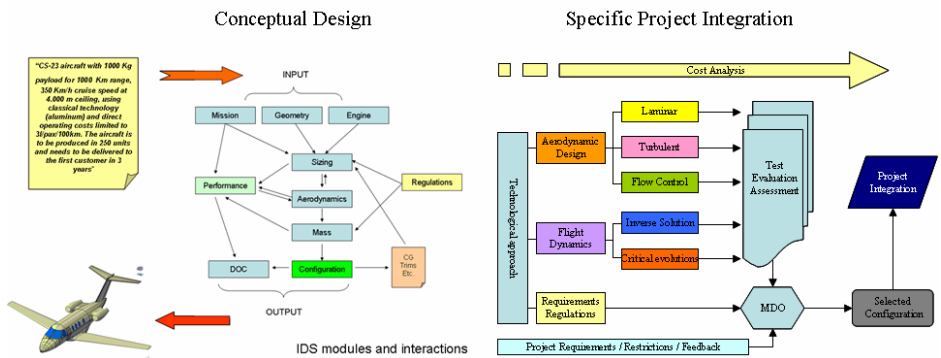 Conceptual Design
Specific Project Integration
“CS-23 aircraft with 1000 Kg
payload for 1000 Km range,
350 Km/h cruise speed at
4.000 m ceiling, using
classical technology
(aluminum) and direct
operating costs limited to
3l/pax/100km. The aircraft is
to be produced in 250 units
and needs to be delivered to
the first customer in 3
years”
INPUT
Mission
Geometry
Engine
Sizing
Performance
Regulations
Aerodynamics
Mass
DOC
Configuration
CG
Trims
Etc.
OUTPUT
IDS modules and interactions
Cost Analysis
Technological approach
Aerodynamic
Design
Laminar
Turbulent
Flow Control
Flight
Dynamics
Inverse Solution
Critical evolutions
Requirements
Regulations
Test
Evaluation
Assessment
MDO
Project
Integration
Selected
Configuration
Project Requirements / Restrictions / Feedback